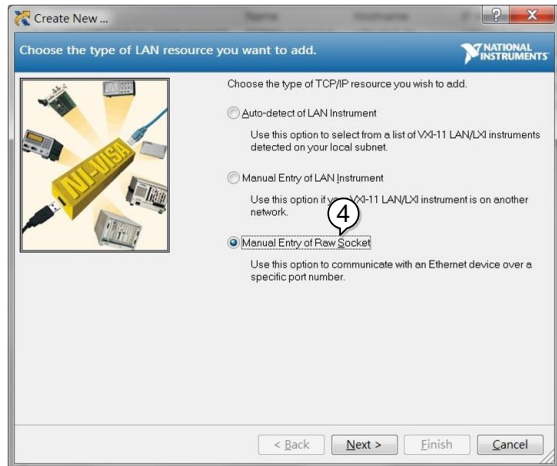 Create New ...
Choose the type of LAN resource you want to add.
NATIONAL
INSTRUMENTS
NI-VISA
Choose the type of TCP/IP resource you wish to add.
Auto-detect of LAN Instrument
Use this option to select from a list of VXI-11 LAN/LXI instruments
detected on your local subnet.
Manual Entry of LAN Instrument
Use this option if VXI-11 LAN/LXI instrument is on another
network.
4
Manual Entry of Raw Socket
Use this option to communicate with an Ethernet device over a
specific port number.
< Back
Next >
Finish
Cancel